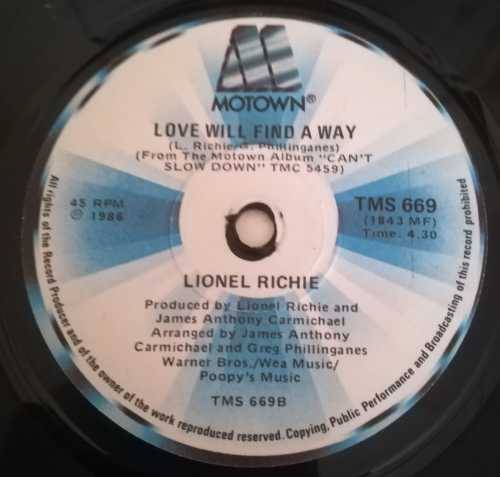 MOTOWN®
LOVE WILL FIND A WAY
(L. Richie/G. Phillinganes)
(From The Motown Album "CAN'T
SLOW DOWN" TMC 5459)
45 RPM
℗ 1986
TMS 669
(1843 MF)
Time: 4.30
LIONEL RICHIE
Produced by Lionel Richie and
James Anthony Carmichael
Arranged by James Anthony
Carmichael and Greg Phillinganes
Warner Bros./Wea Music/
Poopy's Music
TMS 669B
All rights of the Record Producer and of the owner of the work reproduced reserved. Copying, Public Performance and Broadcasting of this record prohibited